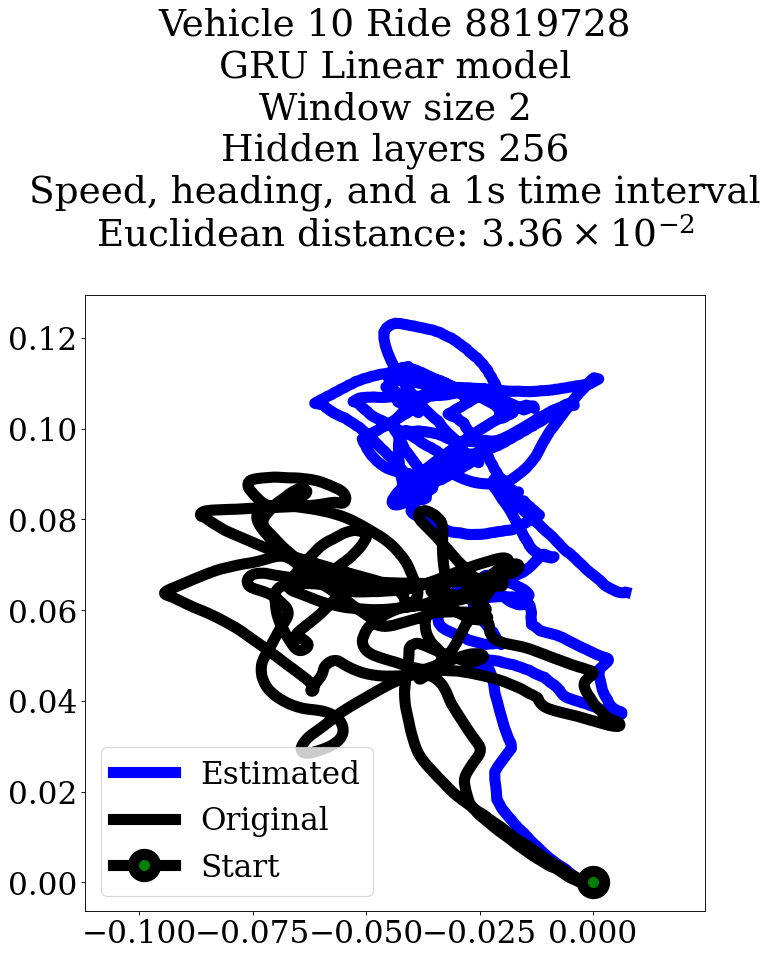 Vehicle 10 Ride 8819728
GRU Linear model
Window size 2
Hidden layers 256
Speed, heading, and a 1s time interval
Euclidean distance: 3.36 × 10⁻²
0.12
0.10
0.08
0.06
0.04
0.02
0.00
Estimated
Original
Start
−0.100 −0.075 −0.050 −0.025 0.000